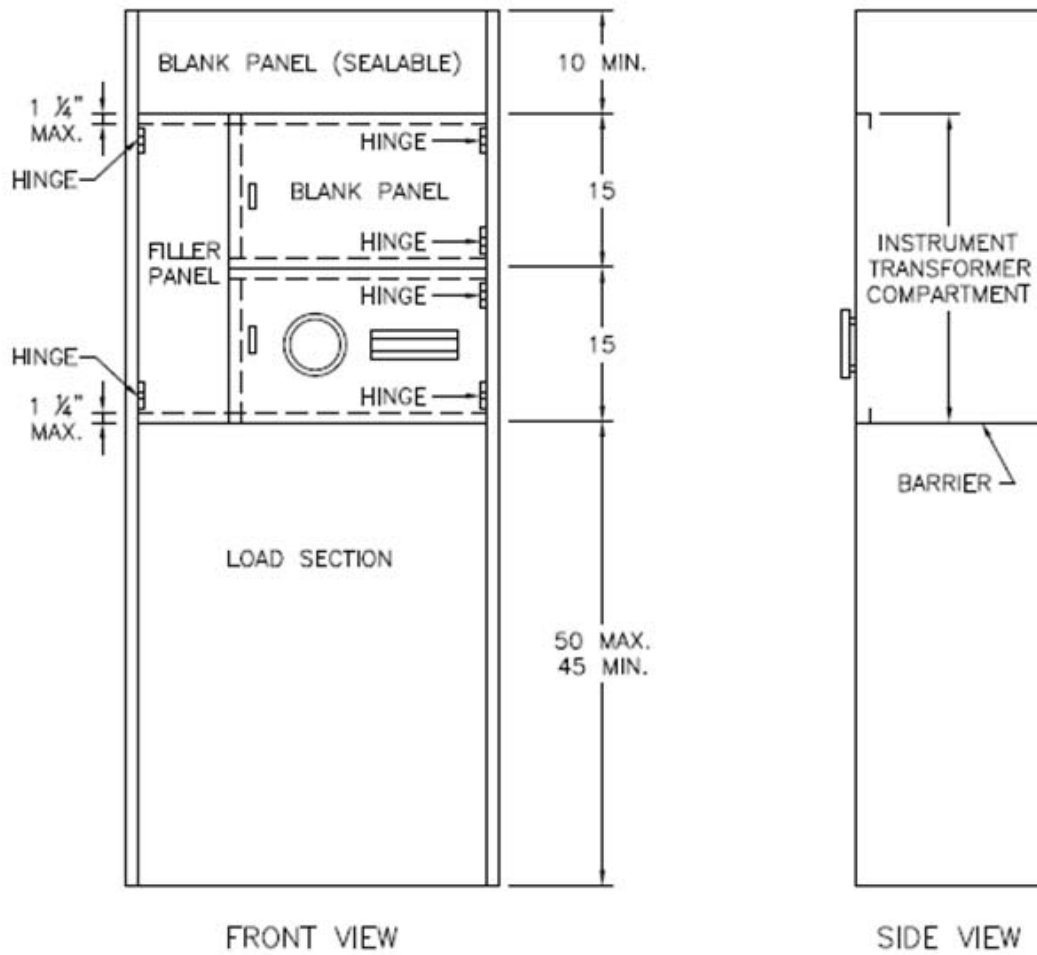 BLANK PANEL (SEALABLE)
10 MIN.
1 ¼"
MAX.
HINGE
HINGE
BLANK PANEL
15
HINGE
FILLER
PANEL
HINGE
15
HINGE
HINGE
1 ¼"
MAX.
INSTRUMENT
TRANSFORMER
COMPARTMENT
BARRIER
LOAD SECTION
50 MAX.
45 MIN.
FRONT VIEW
SIDE VIEW